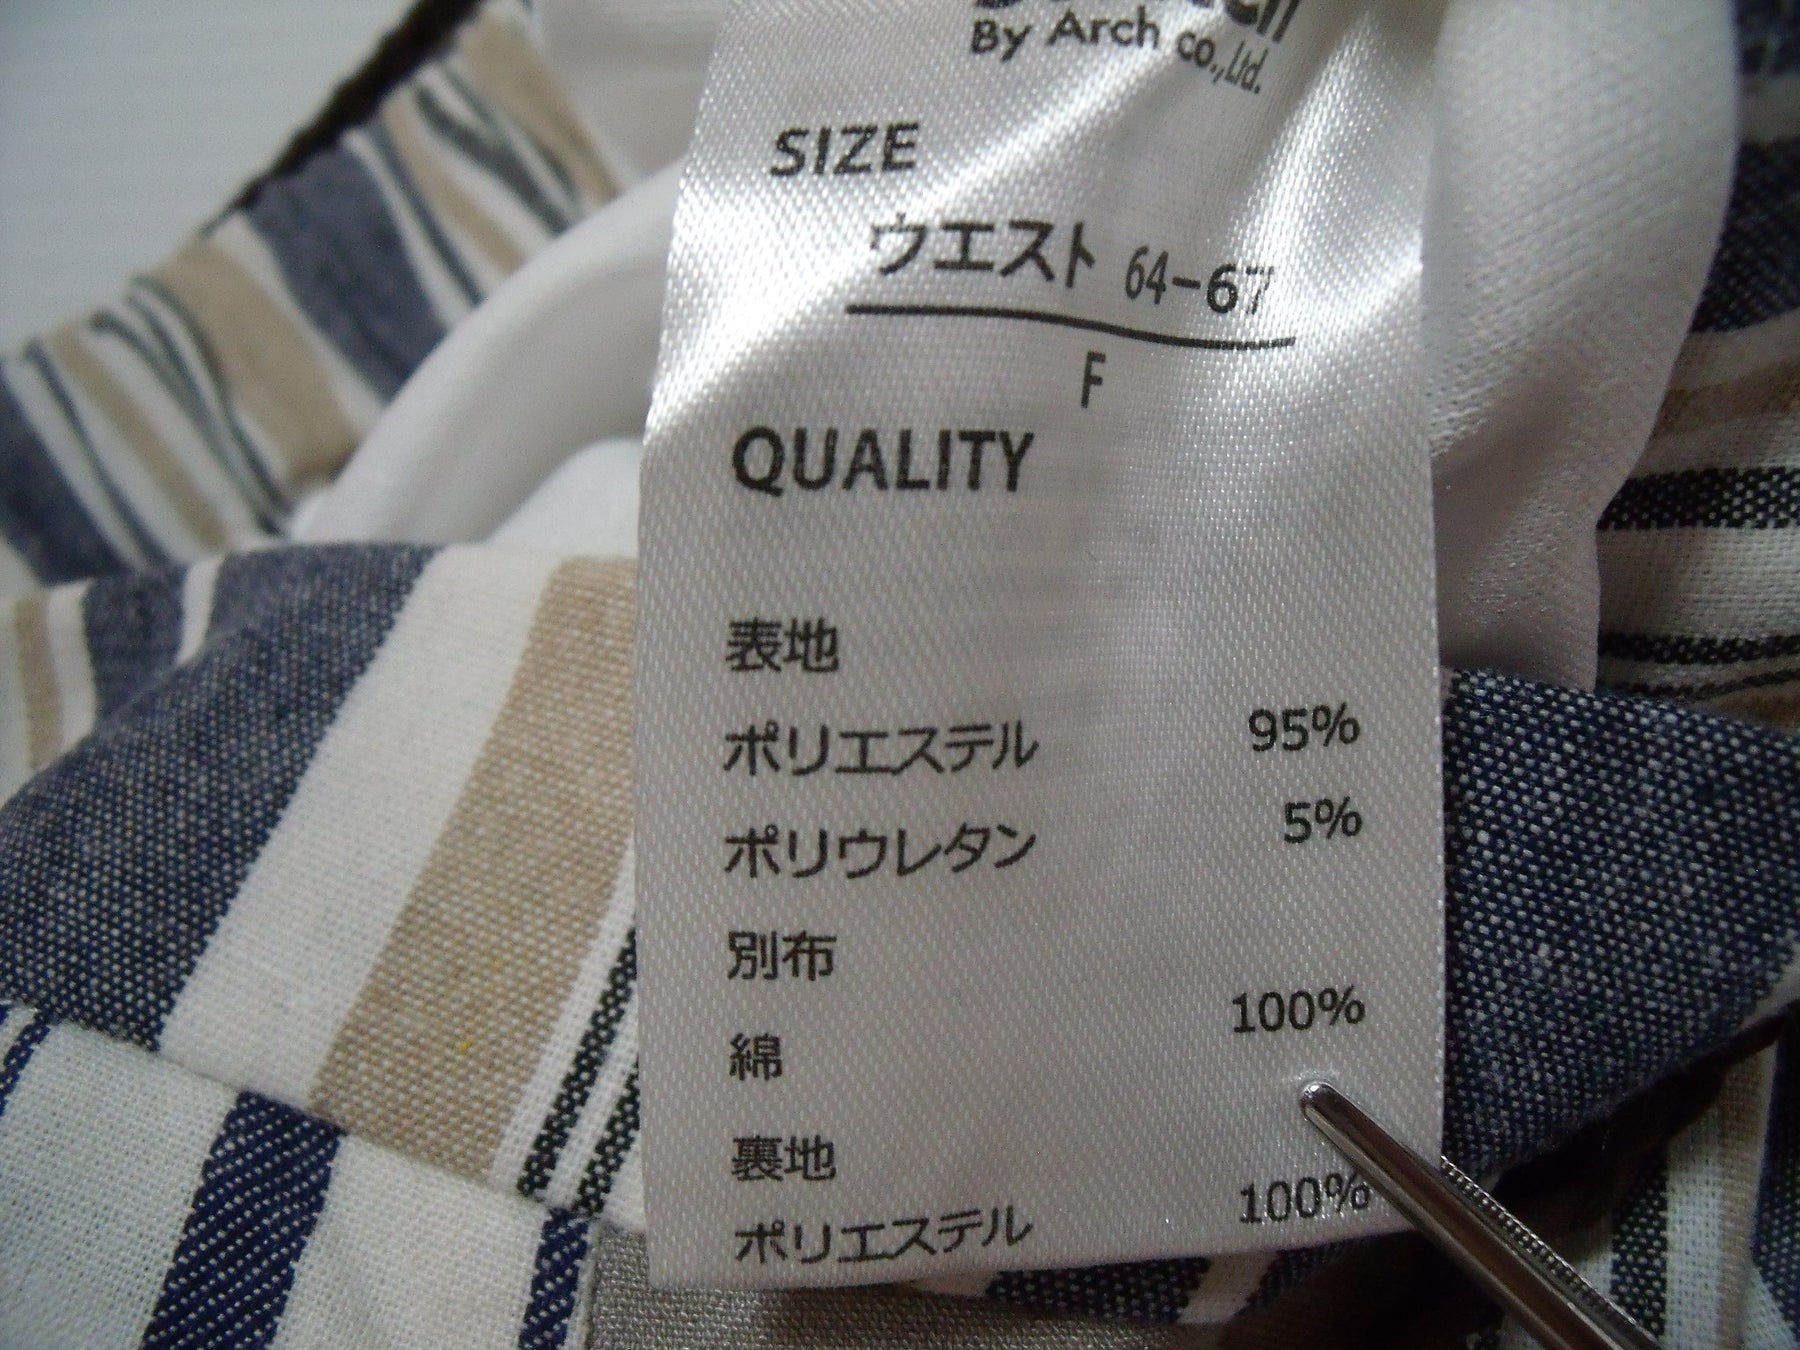 By Arch co.,Ltd.
SIZE
ウエスト 64-67
F
QUALITY
表地
ポリエステル 95%
ポリウレタン 5%
別布
綿 100%
裏地
ポリエステル 100%